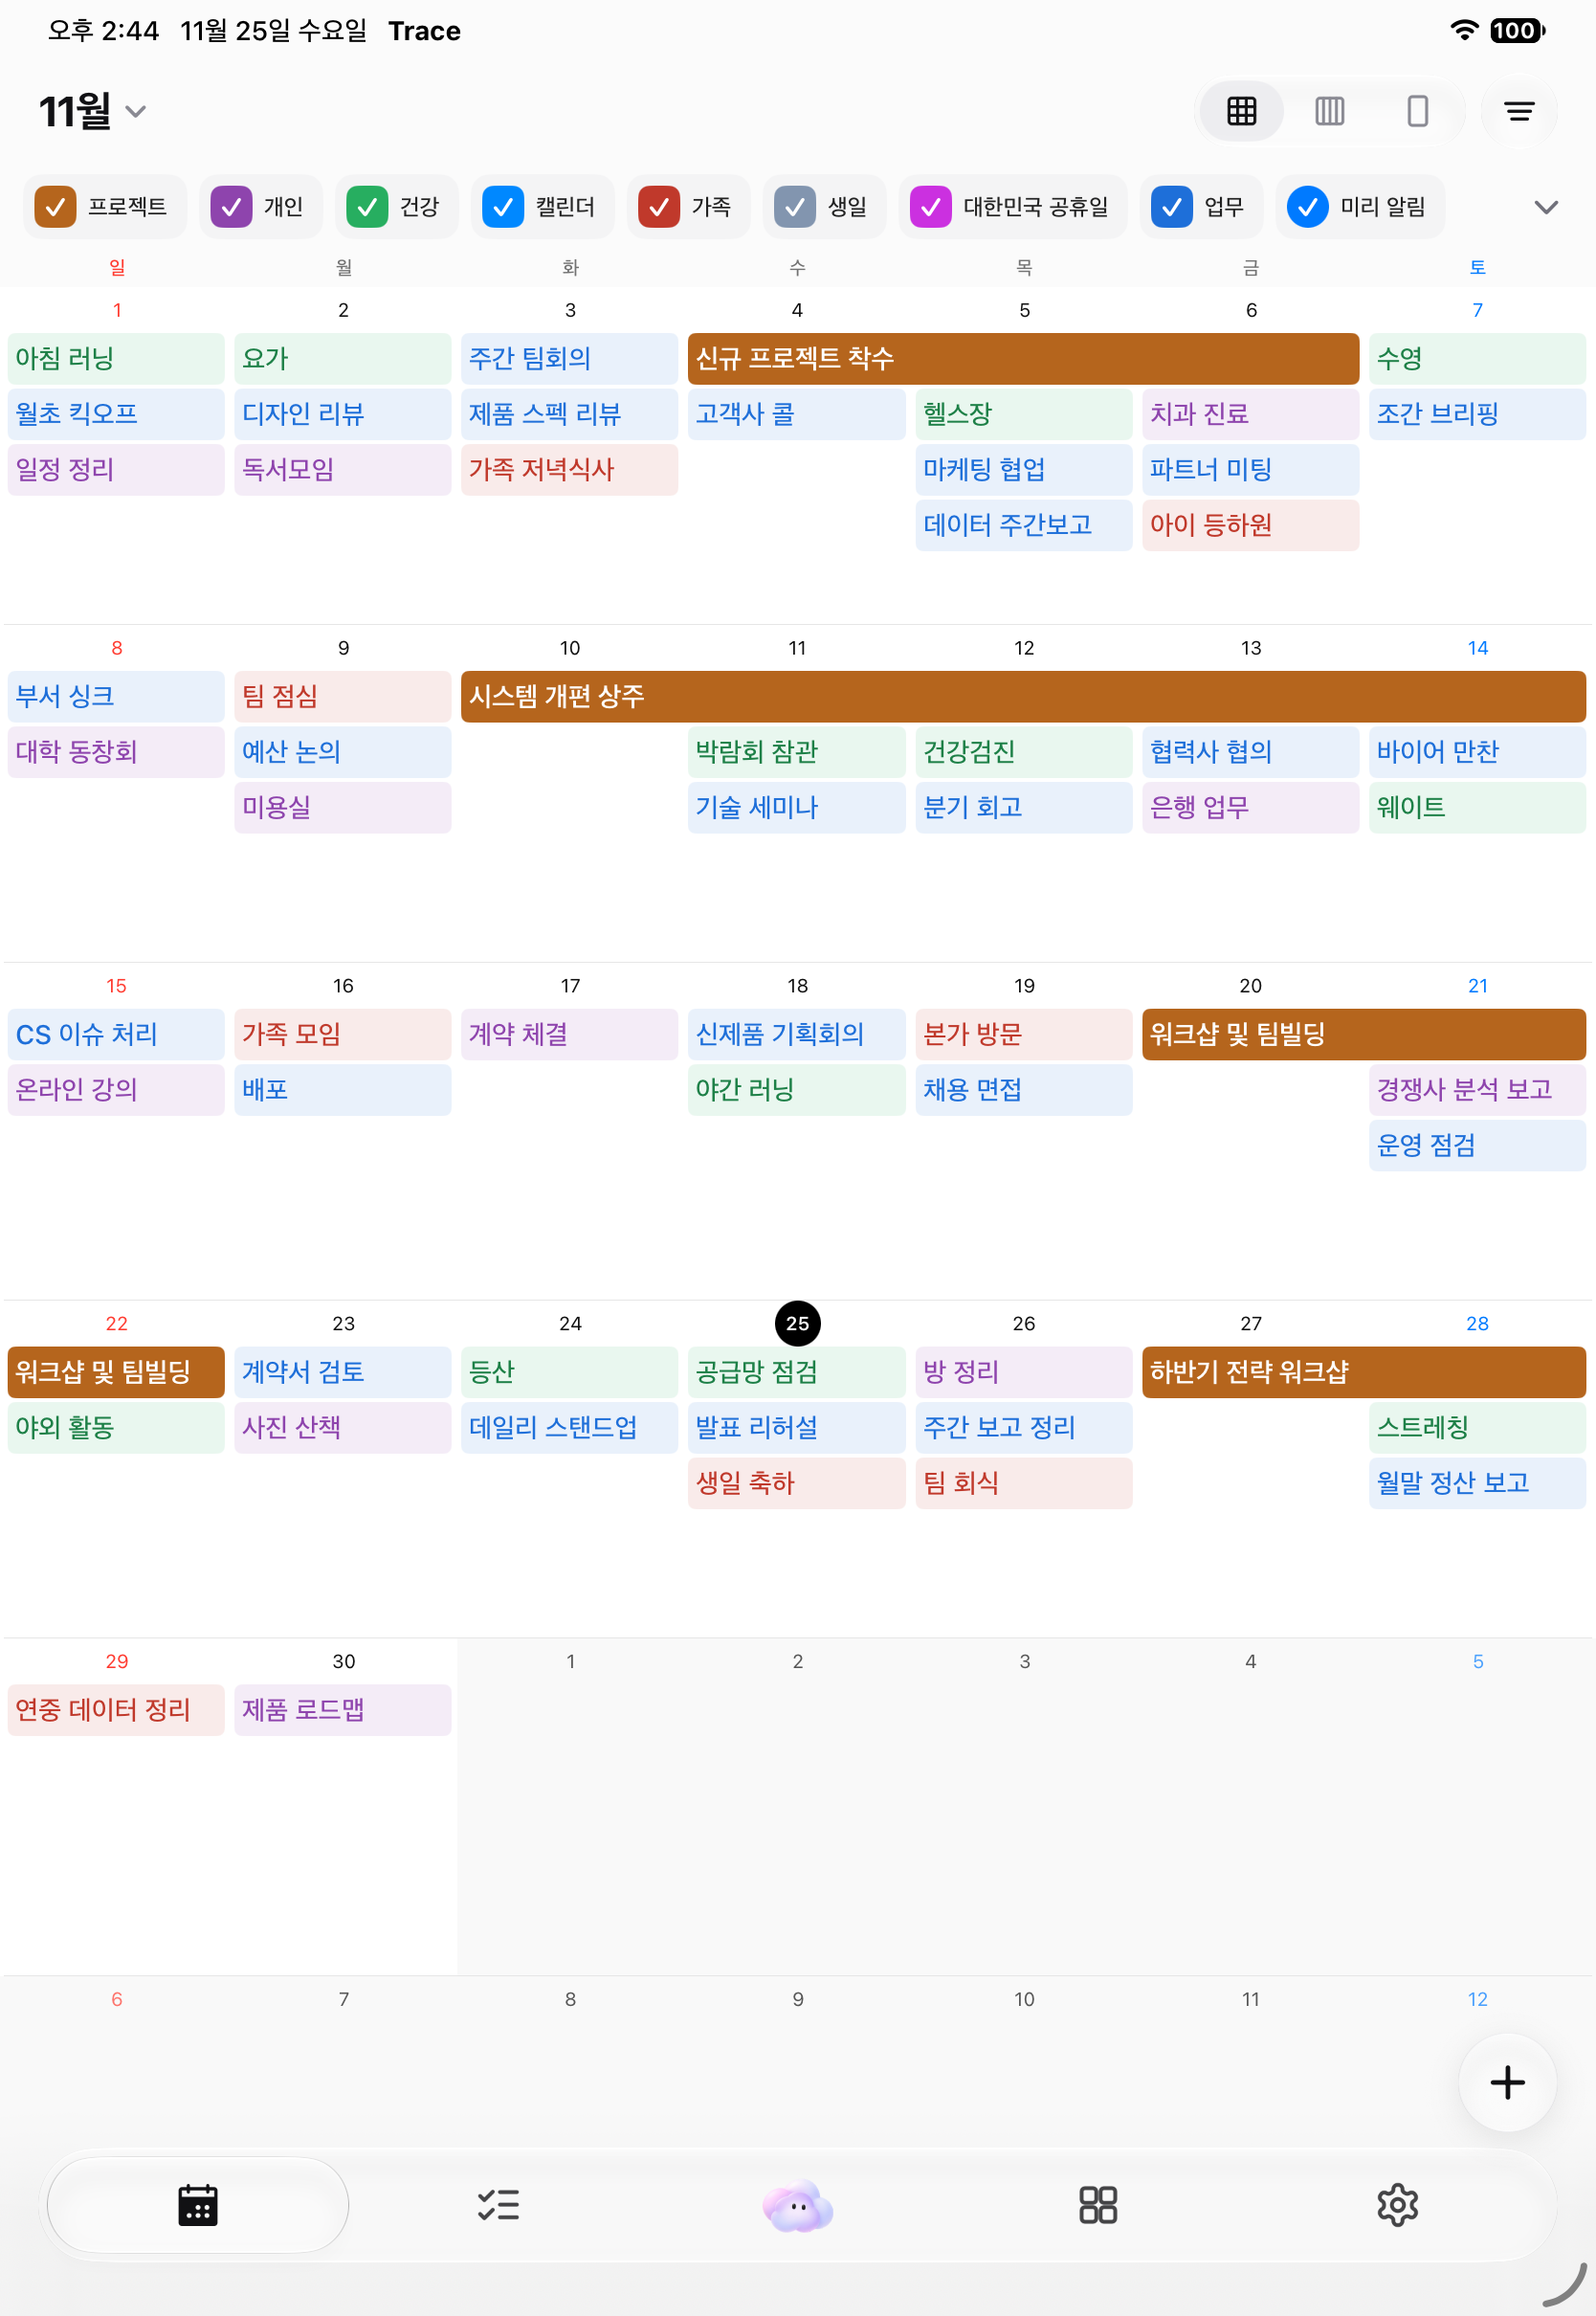 오후 2:44 11월 25일 수요일 Trace
100
11월
프로젝트 개인 건강 캘린더 가족 생일 대한민국 공휴일 업무 미리 알림
일 월 화 수 목 금 토
1 2 3 4 5 6 7
아침 러닝 요가 주간 팀회의 신규 프로젝트 착수 수영
월초 킥오프 디자인 리뷰 제품 스펙 리뷰 고객사 콜 헬스장 치과 진료 조간 브리핑
일정 정리 독서모임 가족 저녁식사 마케팅 협업 파트너 미팅
데이터 주간보고 아이 등하원
8 9 10 11 12 13 14
부서 싱크 팀 점심 시스템 개편 상주
대학 동창회 예산 논의 박람회 참관 건강검진 협력사 협의 바이어 만찬
미용실 기술 세미나 분기 회고 은행 업무 웨이트
15 16 17 18 19 20 21
CS 이슈 처리 가족 모임 계약 체결 신제품 기획회의 본가 방문 워크샵 및 팀빌딩
온라인 강의 배포 야간 러닝 채용 면접 경쟁사 분석 보고
운영 점검
22 23 24 25 26 27 28
워크샵 및 팀빌딩 계약서 검토 등산 공급망 점검 방 정리 하반기 전략 워크샵
야외 활동 사진 산책 데일리 스탠드업 발표 리허설 주간 보고 정리 스트레칭
생일 축하 팀 회식 월말 정산 보고
29 30 1 2 3 4 5
연중 데이터 정리 제품 로드맵
6 7 8 9 10 11 12